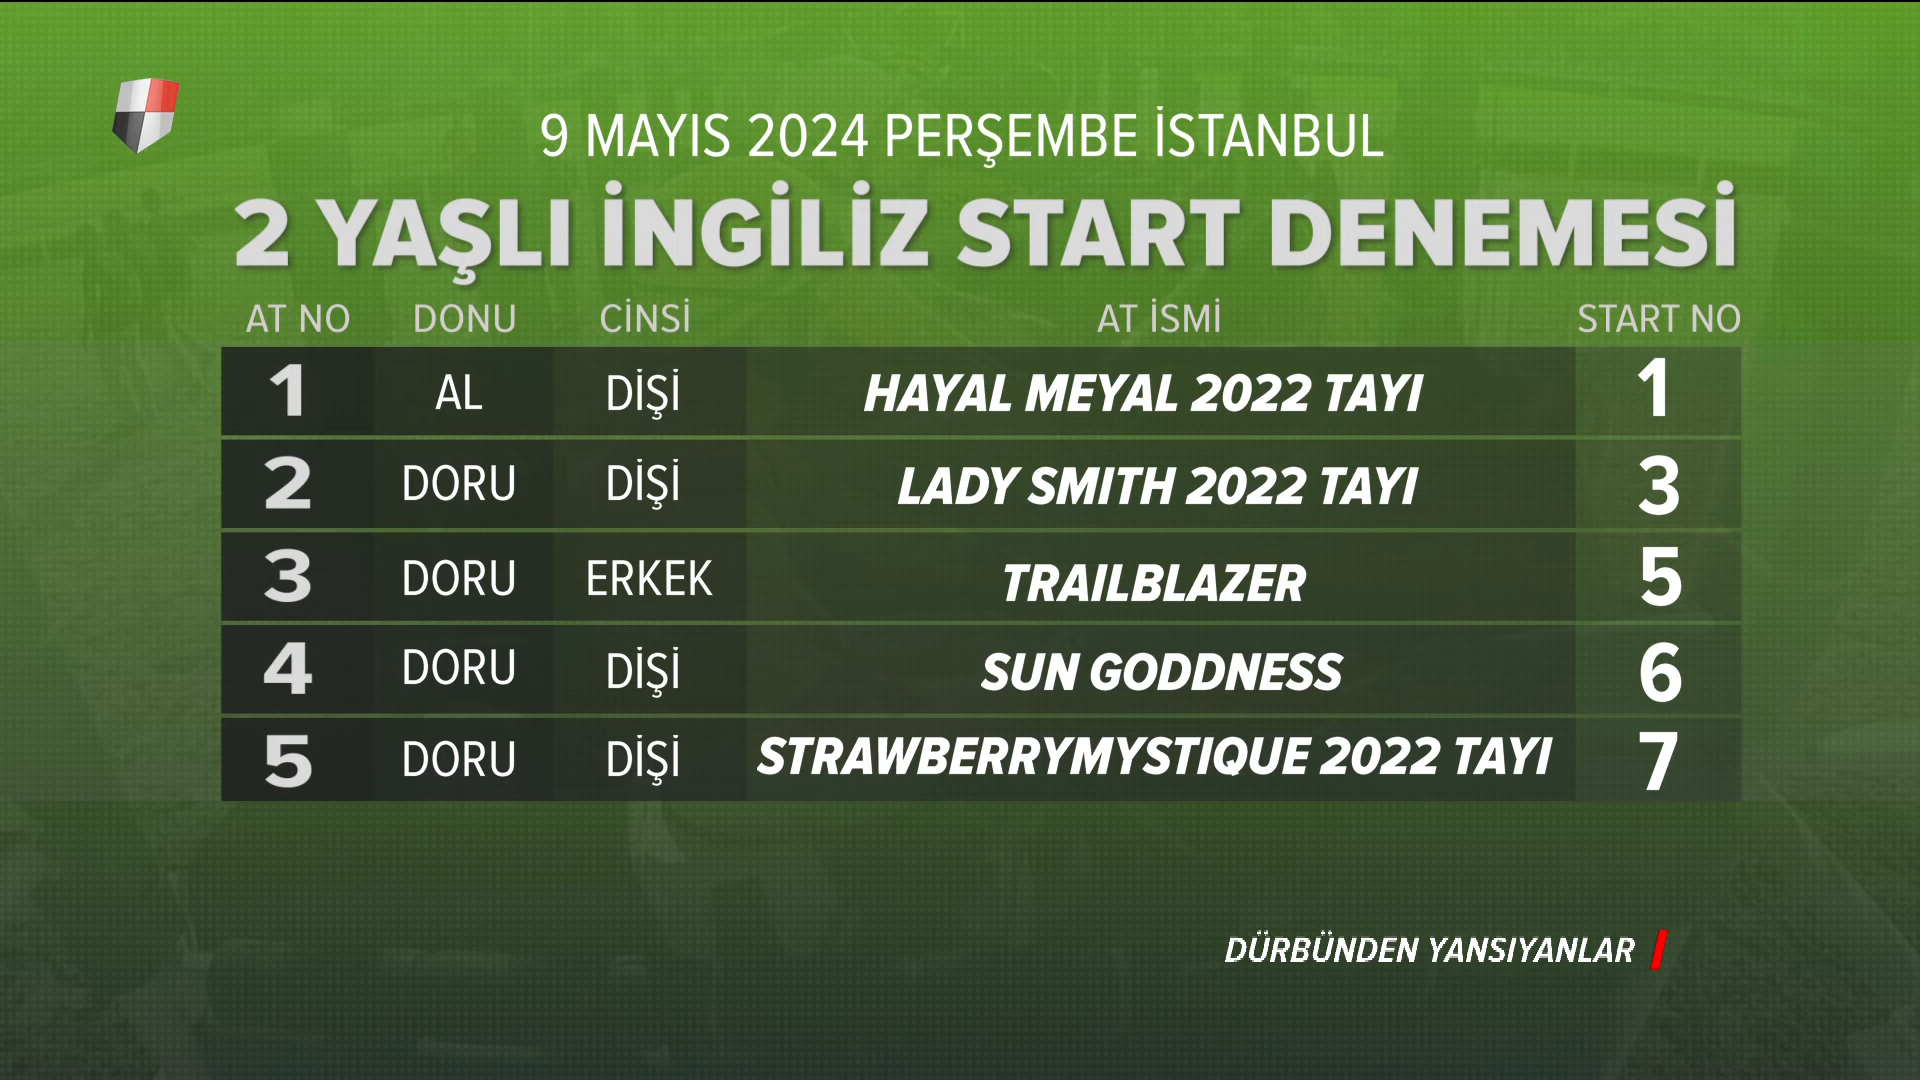 9 MAYIS 2024 PERŞEMBE İSTANBUL
2 YAŞLI İNGİLİZ START DENEMESİ
AT NO DONU CİNSİ AT İSMİ START NO
1 AL DİŞİ HAYAL MEYAL 2022 TAYI 1
2 DORU DİŞİ LADY SMITH 2022 TAYI 3
3 DORU ERKEK TRAILBLAZER 5
4 DORU DİŞİ SUN GODDNESS 6
5 DORU DİŞİ STRAWBERRYMYSTIQUE 2022 TAYI 7
DÜRBÜNDEN YANSIYANLAR